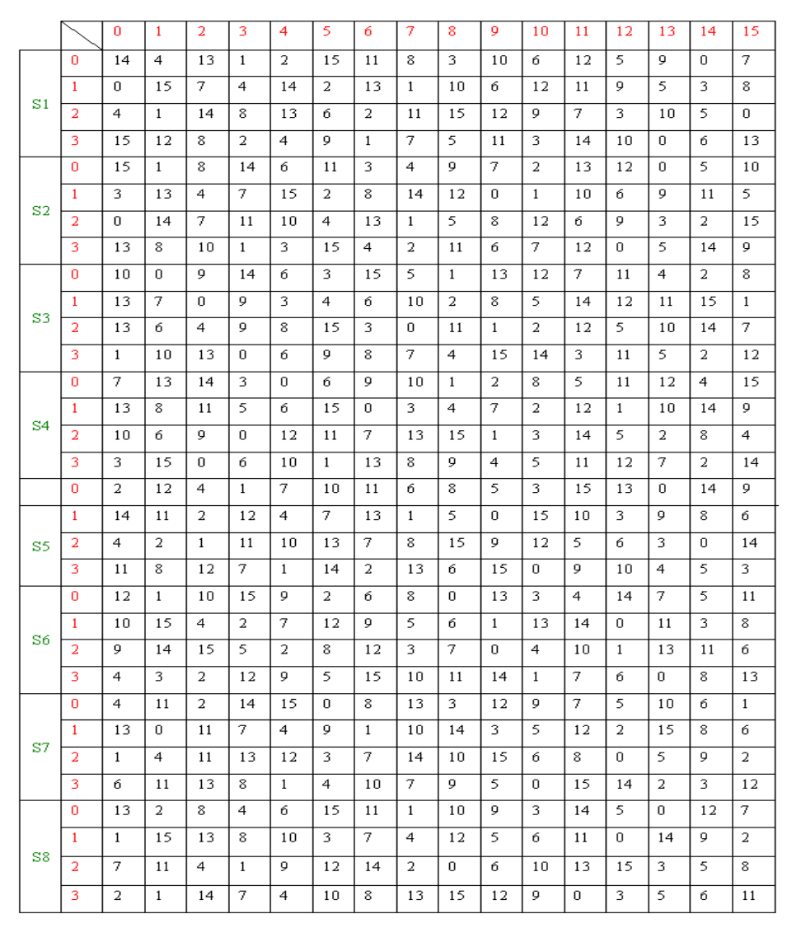 0 1 2 3 4 5 6 7 8 9 10 11 12 13 14 15
S1
0 14 4 13 1 2 15 11 8 3 10 6 12 5 9 0 7
1 0 15 7 4 14 2 13 1 10 6 12 11 9 5 3 8
2 4 1 14 8 13 6 2 11 15 12 9 7 3 10 5 0
3 15 12 8 2 4 9 1 7 5 11 3 14 10 0 6 13
S2
0 15 1 8 14 6 11 3 4 9 7 2 13 12 0 5 10
1 3 13 4 7 15 2 8 14 12 0 1 10 6 9 11 5
2 0 14 7 11 10 4 13 1 5 8 12 6 9 3 2 15
3 13 8 10 1 3 15 4 2 11 6 7 12 0 5 14 9
S3
0 10 0 9 14 6 3 15 5 1 13 12 7 11 4 2 8
1 13 7 0 9 3 4 6 10 2 8 5 14 12 11 15 1
2 13 6 4 9 8 15 3 0 11 1 2 12 5 10 14 7
3 1 10 13 0 6 9 8 7 4 15 14 3 11 5 2 12
S4
0 7 13 14 3 0 6 9 10 1 2 8 5 11 12 4 15
1 13 8 11 5 6 15 0 3 4 7 2 12 1 10 14 9
2 10 6 9 0 12 11 7 13 15 1 3 14 5 2 8 4
3 3 15 0 6 10 1 13 8 9 4 5 11 12 7 2 14
0 2 12 4 1 7 10 11 6 8 5 3 15 13 0 14 9
S5
1 14 11 2 12 4 7 13 1 5 0 15 10 3 9 8 6
2 4 2 1 11 10 13 7 8 15 9 12 5 6 3 0 14
3 11 8 12 7 1 14 2 13 6 15 0 9 10 4 5 3
S6
0 12 1 10 15 9 2 6 8 0 13 3 4 14 7 5 11
1 10 15 4 2 7 12 9 5 6 1 13 14 0 11 3 8
2 9 14 15 5 2 8 12 3 7 0 4 10 1 13 11 6
3 4 3 2 12 9 5 15 10 11 14 1 7 6 0 8 13
S7
0 4 11 2 14 15 0 8 13 3 12 9 7 5 10 6 1
1 13 0 11 7 4 9 1 10 14 3 5 12 2 15 8 6
2 1 4 11 13 12 3 7 14 10 15 6 8 0 5 9 2
3 6 11 13 8 1 4 10 7 9 5 0 15 14 2 3 12
S8
0 13 2 8 4 6 15 11 1 10 9 3 14 5 0 12 7
1 1 15 13 8 10 3 7 4 12 5 6 11 0 14 9 2
2 7 11 4 1 9 12 14 2 0 6 10 13 15 3 5 8
3 2 1 14 7 4 10 8 13 15 12 9 0 3 5 6 11